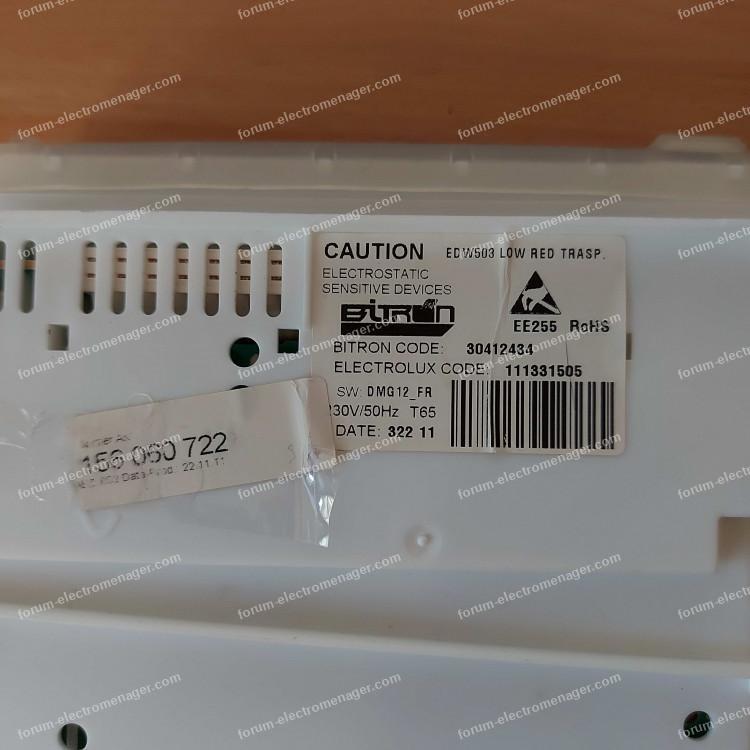 forum-electromenager.com
CAUTION EDW503 LOW RED TRASP.
ELECTROSTATIC
SENSITIVE DEVICES
BITRON
EE255 RoHS
BITRON CODE: 30412434
ELECTROLUX CODE: 111331505
SW: DMG12_FR
230V/50Hz T65
DATE: 322 11
156 060 722
22.11.11